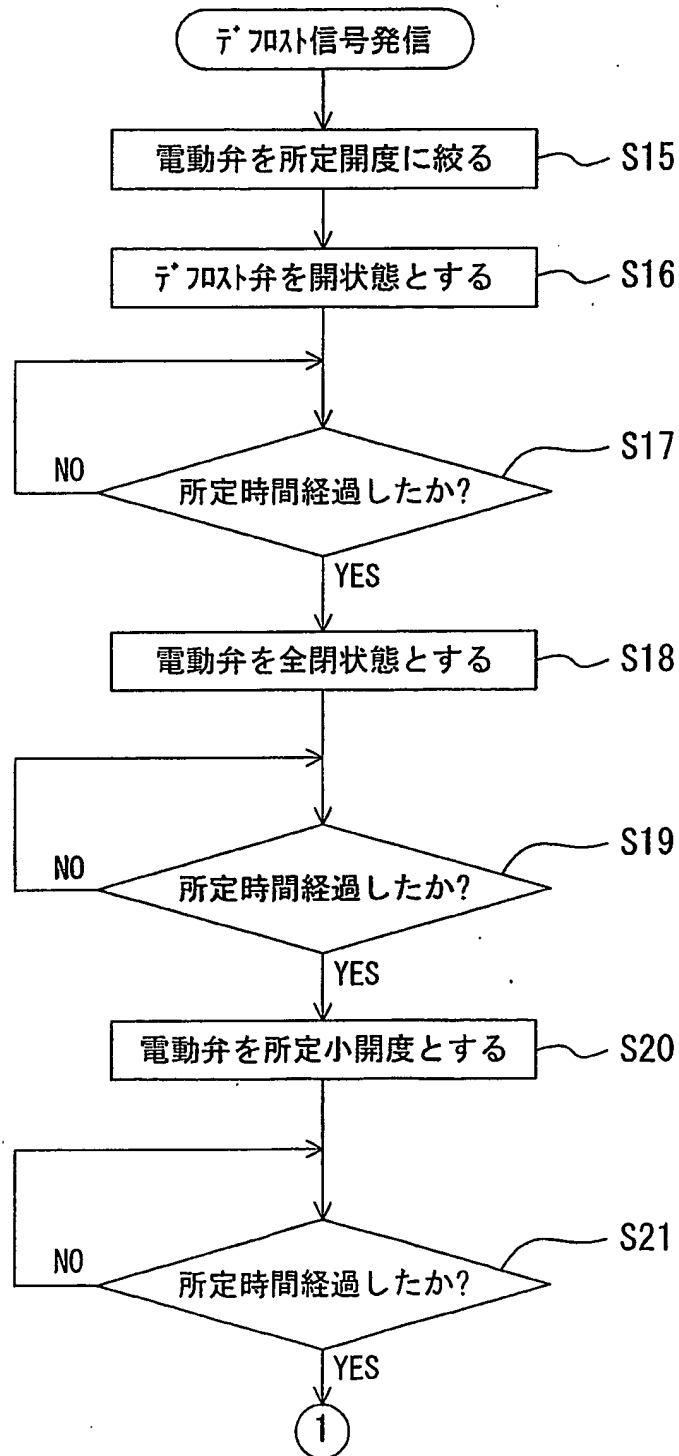 デフロスト信号発信
電動弁を所定開度に絞る
S15
デフロスト弁を開状態とする
S16
所定時間経過したか?
S17
NO
YES
電動弁を全閉状態とする
S18
所定時間経過したか?
S19
NO
YES
電動弁を所定小開度とする
S20
所定時間経過したか?
S21
NO
YES
1